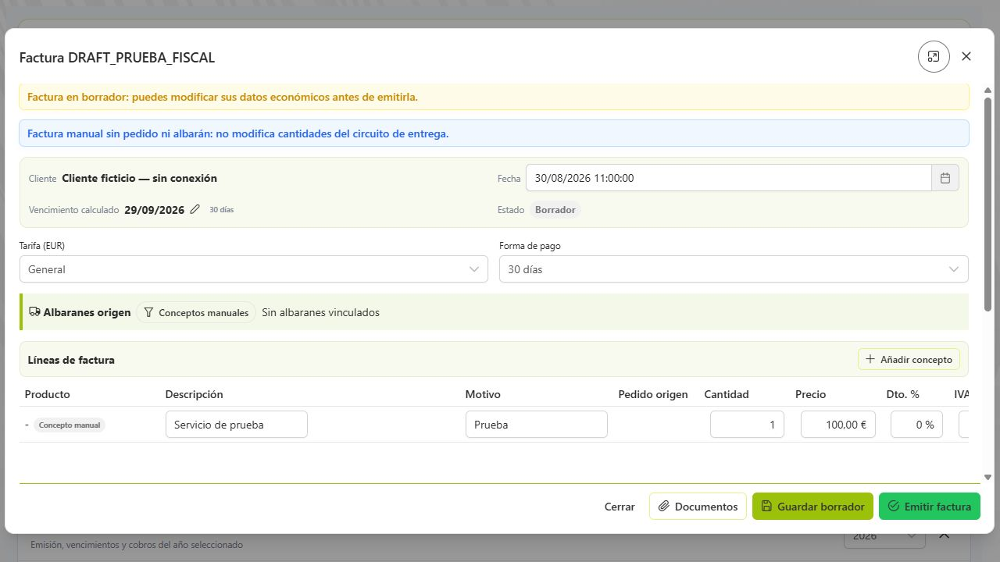 Factura DRAFT_PRUEBA_FISCAL
Factura en borrador: puedes modificar sus datos económicos antes de emitirla.
Factura manual sin pedido ni albarán: no modifica cantidades del circuito de entrega.
Cliente Cliente ficticio — sin conexión
Fecha 30/08/2026 11:00:00
Vencimiento calculado 29/09/2026 30 días
Estado Borrador
Tarifa (EUR)
General
Forma de pago
30 días
Albaranes origen Conceptos manuales Sin albaranes vinculados
Líneas de factura
Añadir concepto
Producto Descripción Motivo Pedido origen Cantidad Precio Dto. % IVA
- Concepto manual Servicio de prueba Prueba 1 100,00 € 0 %
Cerrar Documentos Guardar borrador Emitir factura
Emisión, vencimientos y cobros del año seleccionado
2026